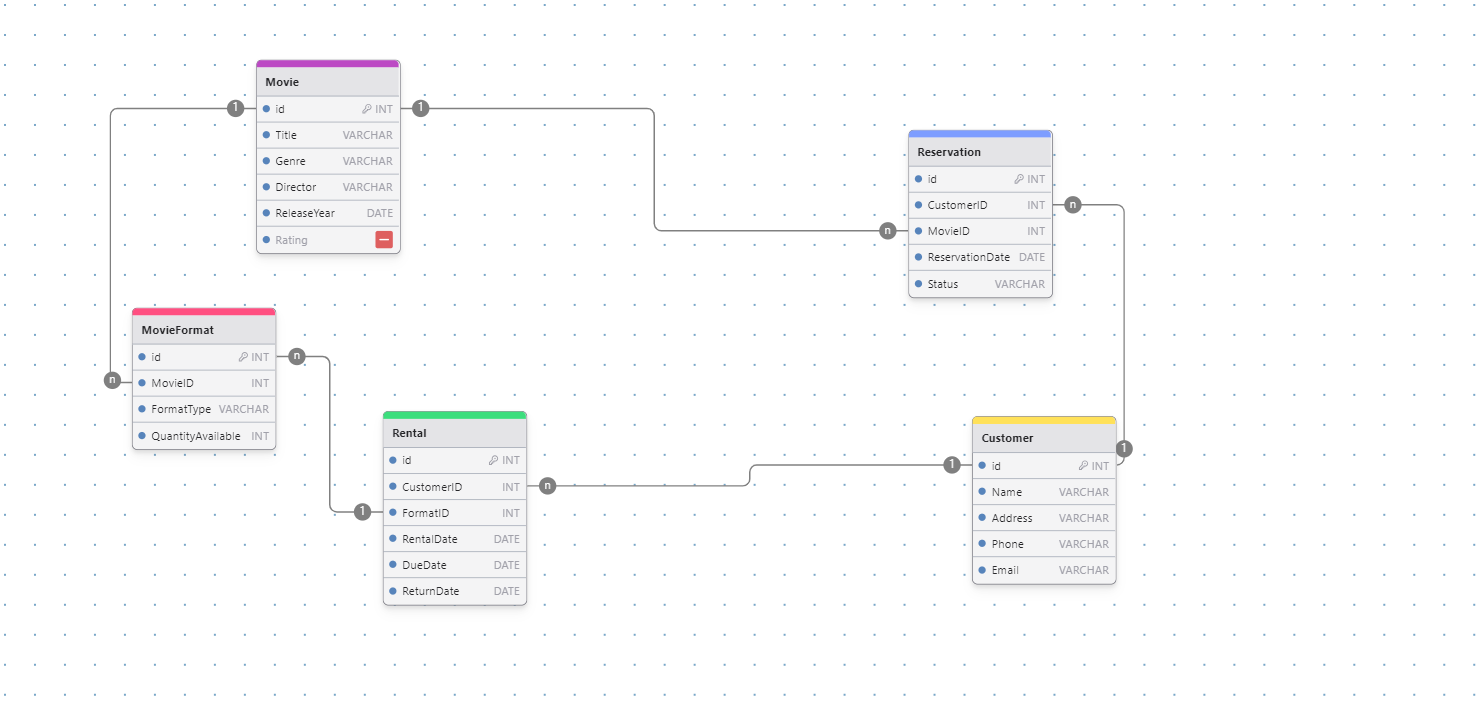 Movie
1 id INT 1
Title VARCHAR
Genre VARCHAR
Director VARCHAR
ReleaseYear DATE
Rating
Reservation
id INT
CustomerID INT n
n MovieID INT
ReservationDate DATE
Status VARCHAR
MovieFormat
id INT n
n MovieID INT
FormatType VARCHAR
QuantityAvailable INT
Rental
id INT
CustomerID INT n
1 FormatID INT
RentalDate DATE
DueDate DATE
ReturnDate DATE
Customer 1
1 id INT
Name VARCHAR
Address VARCHAR
Phone VARCHAR
Email VARCHAR